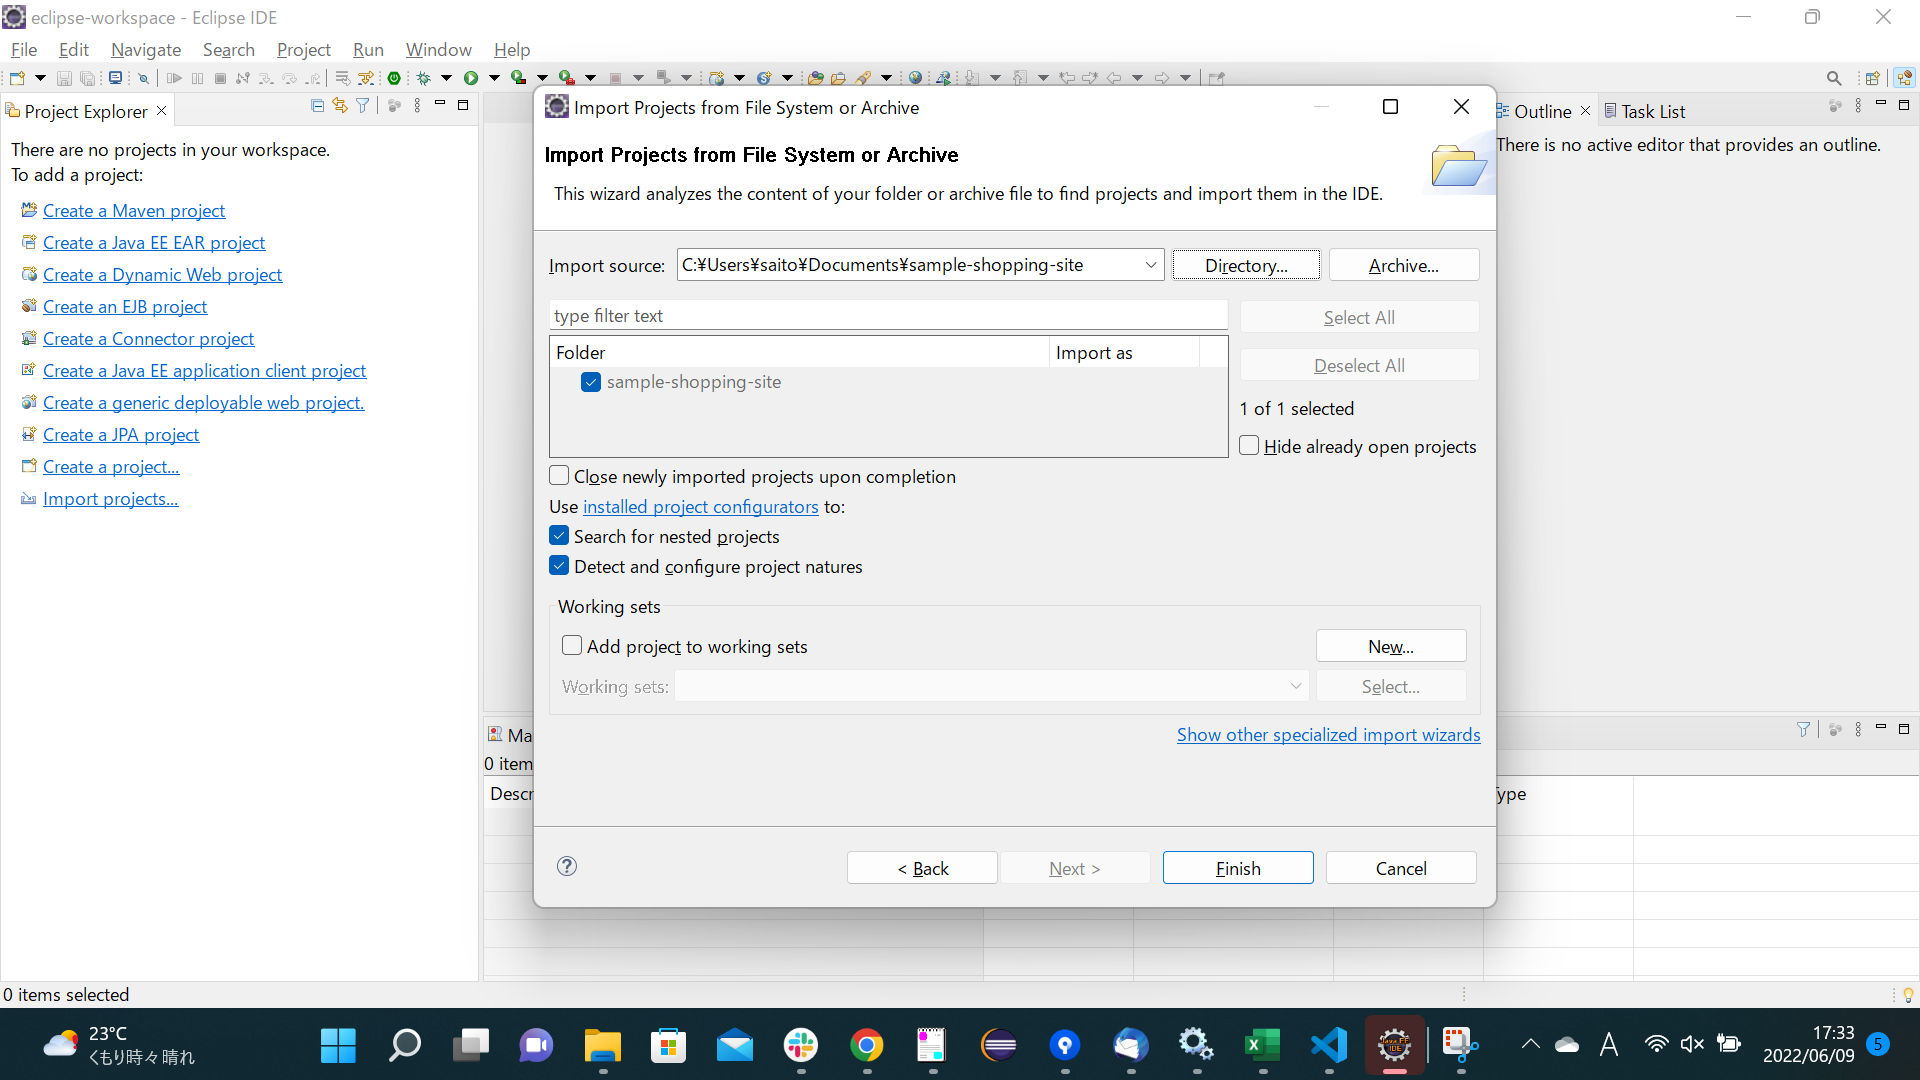 eclipse-workspace - Eclipse IDE
File Edit Navigate Search Project Run Window Help
Project Explorer
There are no projects in your workspace.
To add a project:
Create a Maven project
Create a Java EE EAR project
Create a Dynamic Web project
Create an EJB project
Create a Connector project
Create a Java EE application client project
Create a generic deployable web project.
Create a JPA project
Create a project...
Import projects...
Import Projects from File System or Archive
Import Projects from File System or Archive
This wizard analyzes the content of your folder or archive file to find projects and import them in the IDE.
Import source: C:¥Users¥saito¥Documents¥sample-shopping-site Directory... Archive...
type filter text
Select All
Folder Import as
Deselect All
sample-shopping-site
1 of 1 selected
Hide already open projects
Close newly imported projects upon completion
Use installed project configurators to:
Search for nested projects
Detect and configure project natures
Working sets
Add project to working sets New...
Working sets: Select...
Show other specialized import wizards
< Back Next > Finish Cancel
Outline Task List
There is no active editor that provides an outline.
Ma
0 item
Descr
ype
0 items selected
23°C
くもり時々晴れ
A
17:33
2022/06/09
5